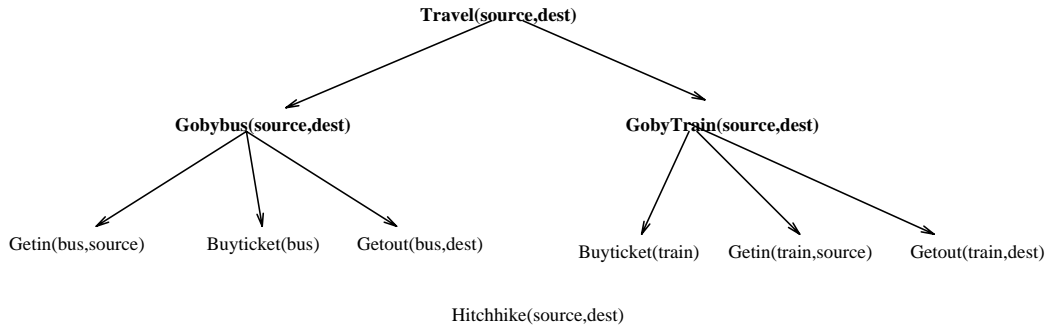 Travel(source,dest)
Gobybus(source,dest)
GobyTrain(source,dest)
Getin(bus,source)
Buyticket(bus)
Getout(bus,dest)
Buyticket(train)
Getin(train,source)
Getout(train,dest)
Hitchhike(source,dest)